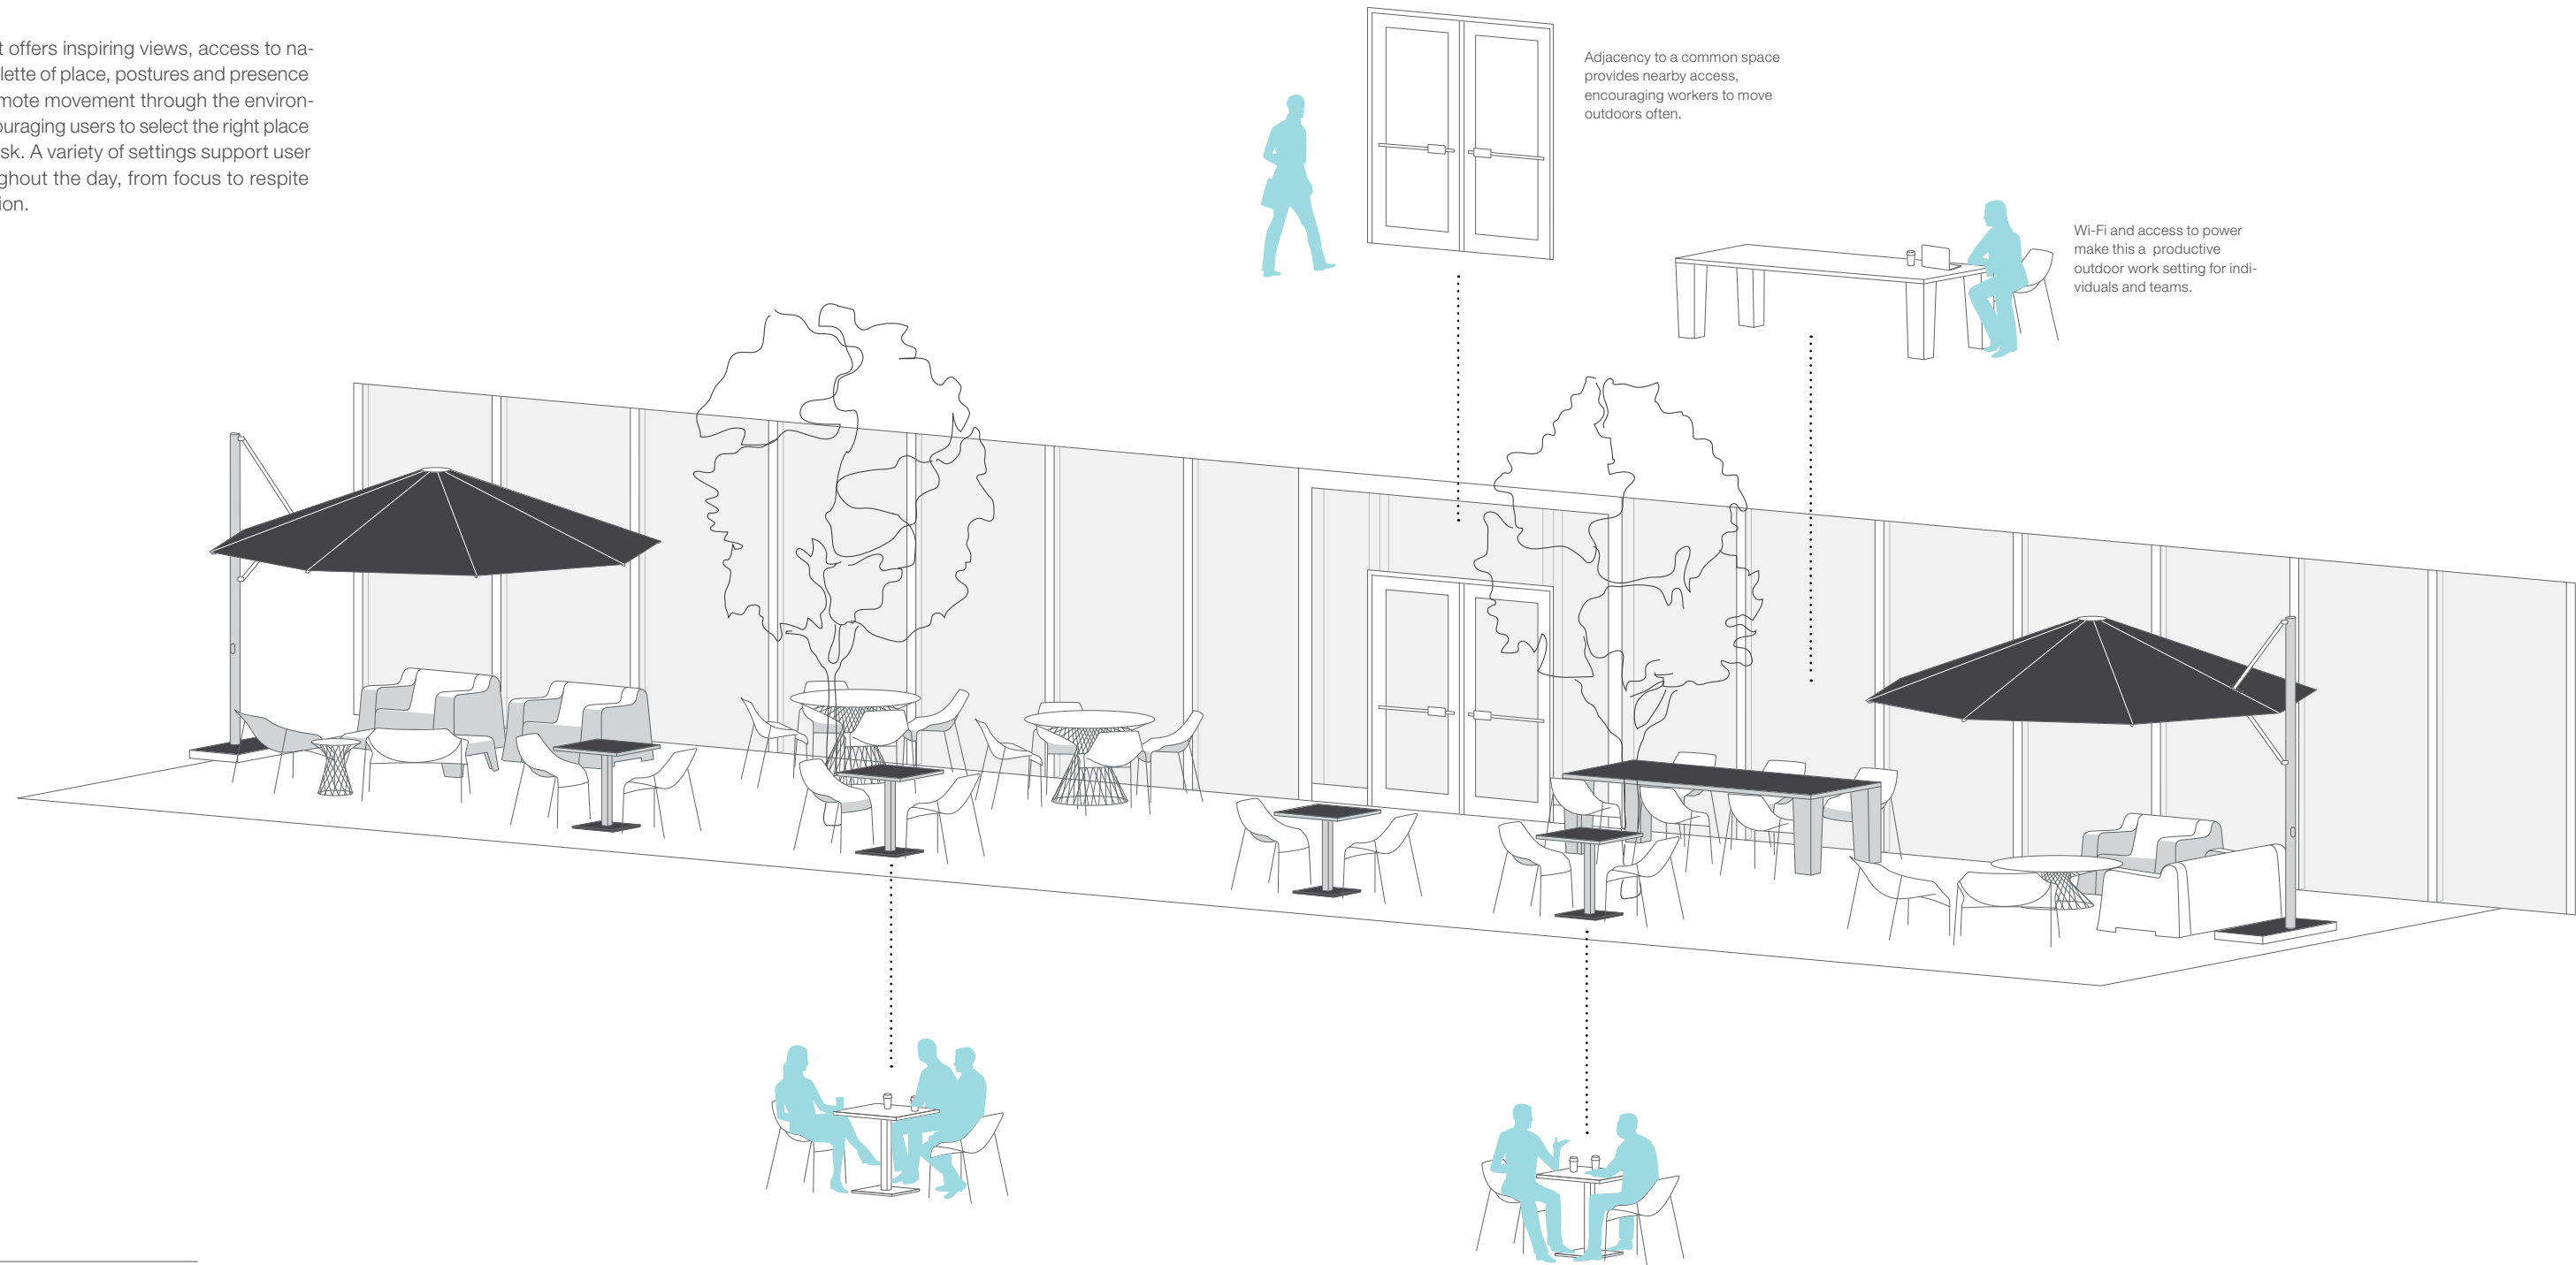 t offers inspiring views, access to na-
lette of place, postures and presence
mote movement through the environ-
ouraging users to select the right place
sk. A variety of settings support user
ghout the day, from focus to respite
ion.
Adjacency to a common space
provides nearby access,
encouraging workers to move
outdoors often.
Wi-Fi and access to power
make this a productive
outdoor work setting for indi-
viduals and teams.